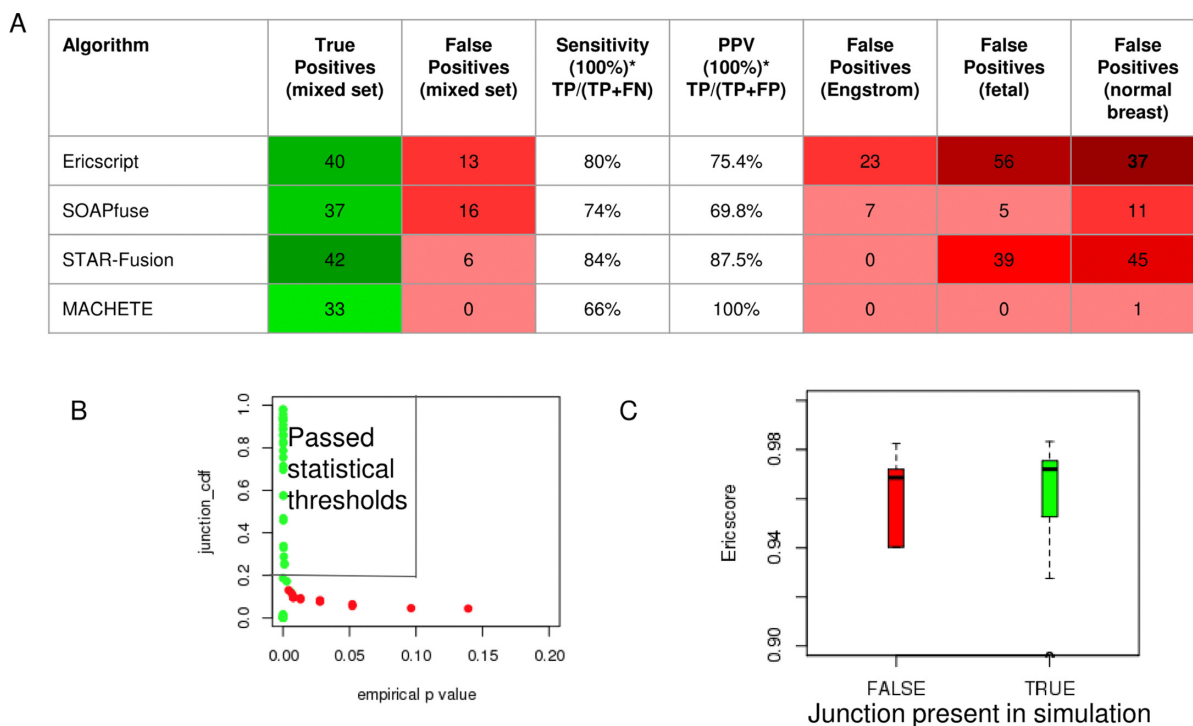 A
Algorithm
True Positives (mixed set)
False Positives (mixed set)
Sensitivity (100%)* TP/(TP+FN)
PPV (100%)* TP/(TP+FP)
False Positives (Engstrom)
False Positives (fetal)
False Positives (normal breast)
Ericscript 40 13 80% 75.4% 23 56 37
SOAPfuse 37 16 74% 69.8% 7 5 11
STAR-Fusion 42 6 84% 87.5% 0 39 45
MACHETE 33 0 66% 100% 0 0 1
B
junction_cdf
1.0
0.8
0.6
0.4
0.2
0.0
Passed
statistical
thresholds
0.00 0.05 0.10 0.15 0.20
empirical p value
C
Ericscore
0.98
0.94
0.90
FALSE TRUE
Junction present in simulation